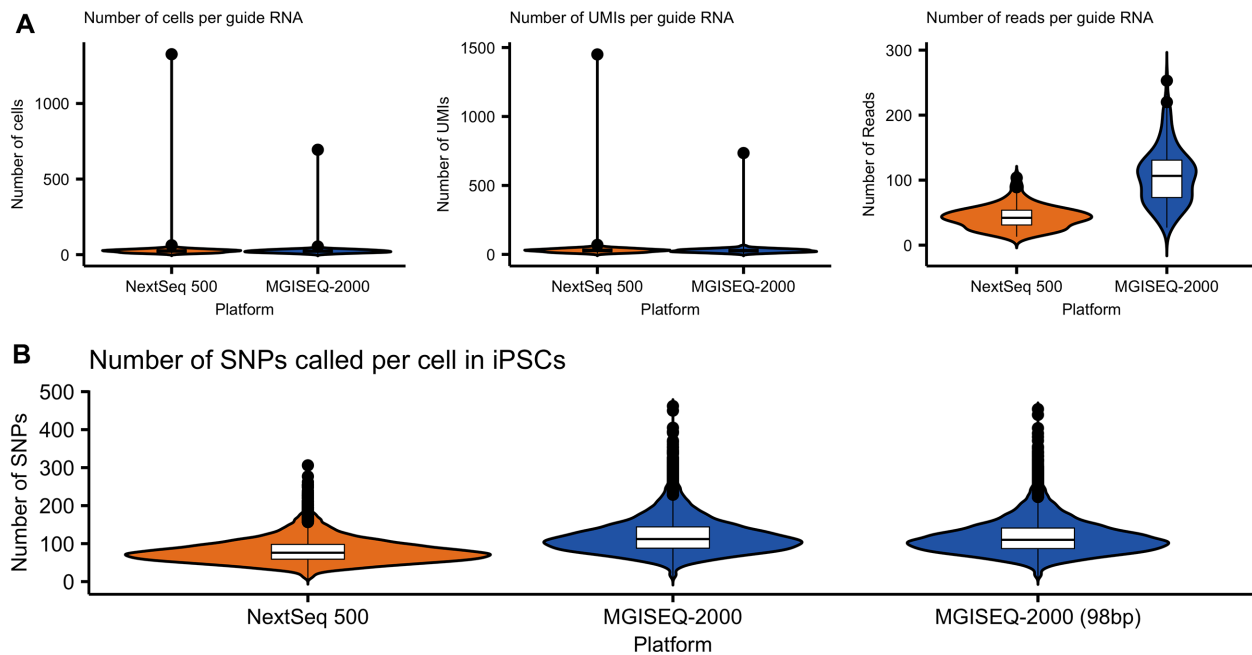 A
Number of cells per guide RNA
Number of cells
1000
500
0
NextSeq 500
MGISEQ-2000
Platform
Number of UMIs per guide RNA
Number of UMIs
1500
1000
500
0
NextSeq 500
MGISEQ-2000
Platform
Number of reads per guide RNA
Number of Reads
300
200
100
0
NextSeq 500
MGISEQ-2000
Platform
B
Number of SNPs called per cell in iPSCs
Number of SNPs
500
400
300
200
100
0
NextSeq 500
MGISEQ-2000
MGISEQ-2000 (98bp)
Platform